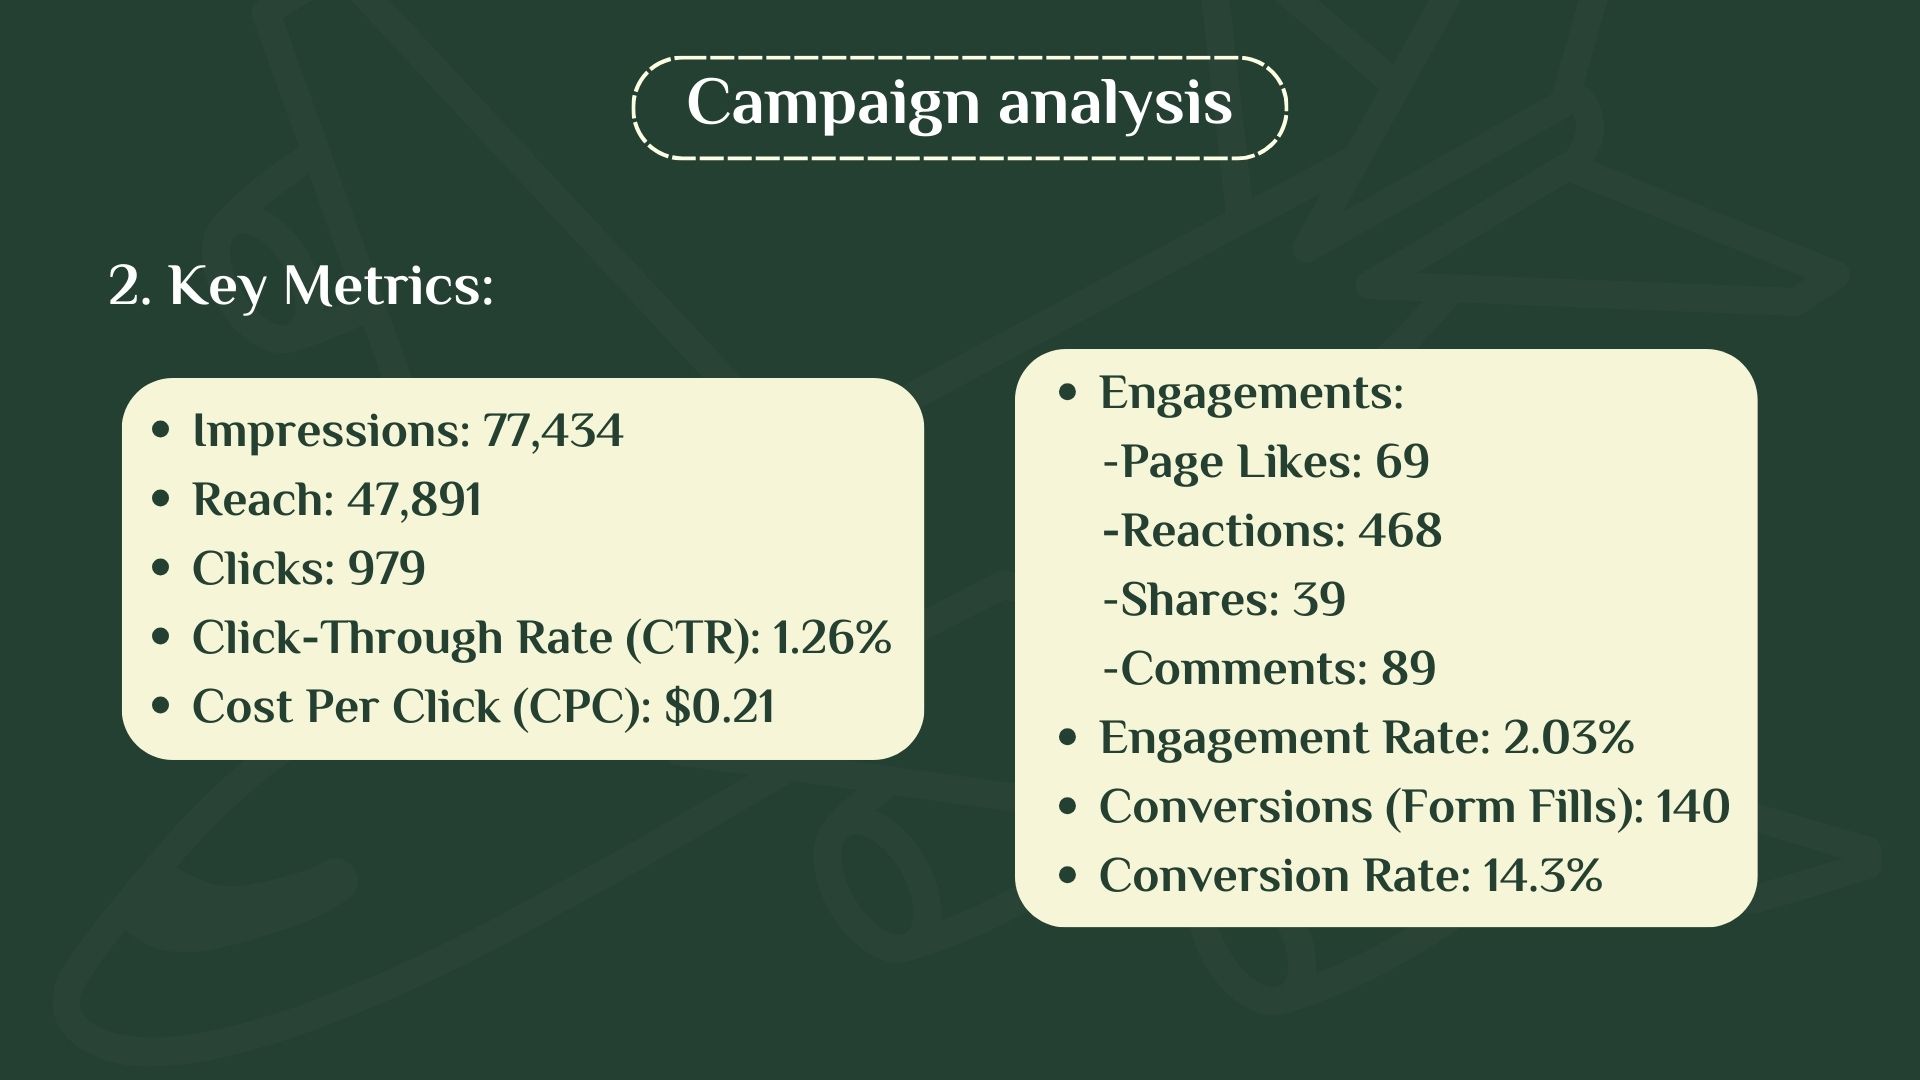 Campaign analysis
2. Key Metrics:
• Impressions: 77,434
• Reach: 47,891
• Clicks: 979
• Click-Through Rate (CTR): 1.26%
• Cost Per Click (CPC): $0.21
• Engagements:
-Page Likes: 69
-Reactions: 468
-Shares: 39
-Comments: 89
• Engagement Rate: 2.03%
• Conversions (Form Fills): 140
• Conversion Rate: 14.3%